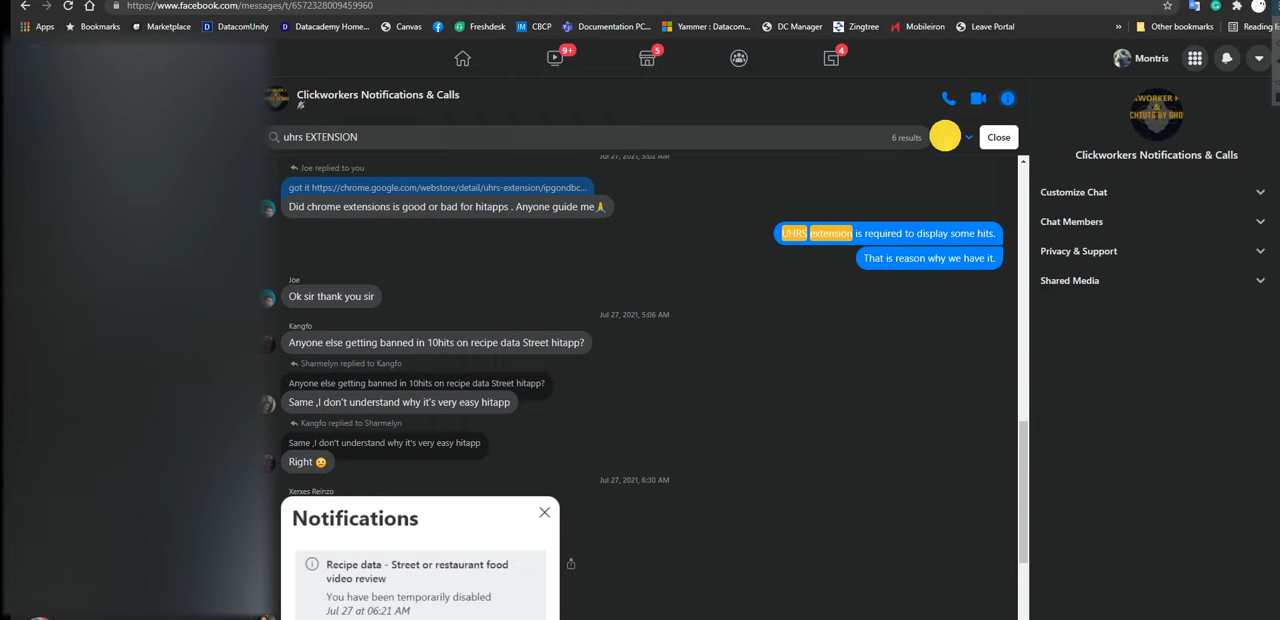 https://www.facebook.com/messages/t/6572328009459960
Apps Bookmarks Marketplace DatacomUnity Datacademy Home... Canvas Freshdesk CBCP Documentation PC... Yammer : Datacom... DC Manager Zingtree Mobileiron Leave Portal » Other bookmarks Reading
9+ 5 4 Montris
Clickworkers Notifications & Calls
uhrs EXTENSION 6 results Close
Jul 27, 2021, 5:02 AM
Joe replied to you
got it https://chrome.google.com/webstore/detail/uhrs-extension/ipgondbc...
Did chrome extensions is good or bad for hitapps . Anyone guide me🙏
UHRS extension is required to display some hits.
That is reason why we have it.
Joe
Ok sir thank you sir
Jul 27, 2021, 5:06 AM
Kangfo
Anyone else getting banned in 10hits on recipe data Street hitapp?
Sharmelyn replied to Kangfo
Anyone else getting banned in 10hits on recipe data Street hitapp?
Same ,I don't understand why it's very easy hitapp
Kangfo replied to Sharmelyn
Same ,I don't understand why it's very easy hitapp
Right
Jul 27, 2021, 6:30 AM
Xerxes Reinzo
Notifications
Recipe data - Street or restaurant food
video review
You have been temporarily disabled
Jul 27 at 06:21 AM
Clickworkers Notifications & Calls
Customize Chat
Chat Members
Privacy & Support
Shared Media